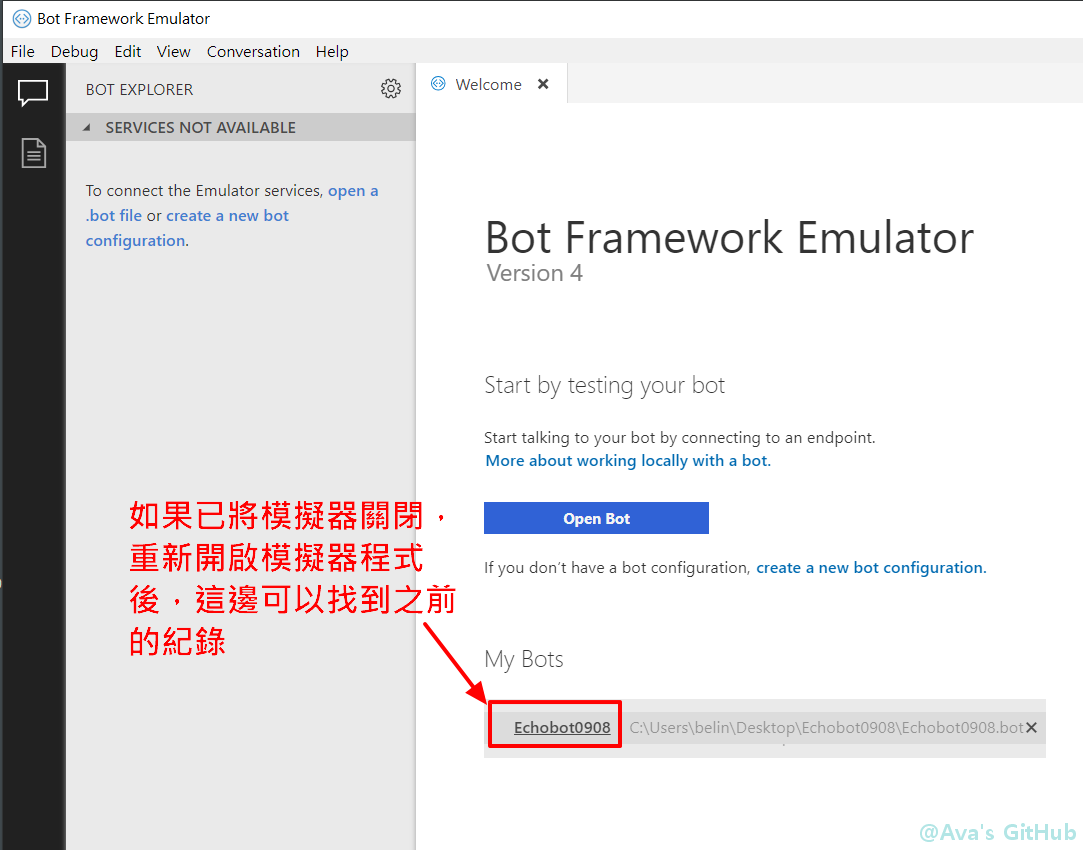 Bot Framework Emulator
File Debug Edit View Conversation Help
BOT EXPLORER
SERVICES NOT AVAILABLE
To connect the Emulator services, open a
.bot file or create a new bot
configuration.
Welcome
Bot Framework Emulator
Version 4
Start by testing your bot
Start talking to your bot by connecting to an endpoint.
More about working locally with a bot.
Open Bot
If you don't have a bot configuration, create a new bot configuration.
如果已將模擬器關閉，
重新開啟模擬器程式
後，這邊可以找到之前
的紀錄
My Bots
Echobot0908 C:\Users\belin\Desktop\Echobot0908\Echobot0908.bot
@Ava's GitHub